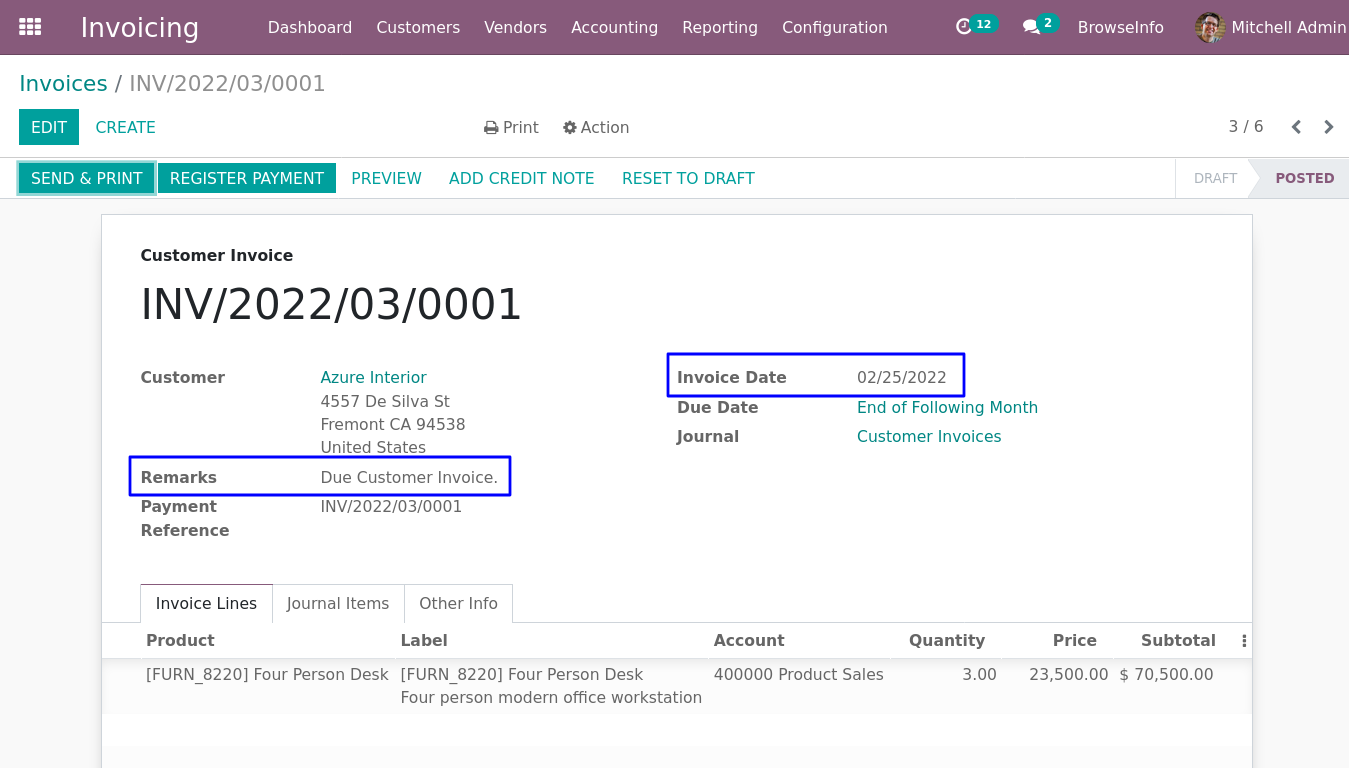 Invoicing Dashboard Customers Vendors Accounting Reporting Configuration 12 2 BrowseInfo Mitchell Admin
Invoices / INV/2022/03/0001
EDIT CREATE Print Action 3 / 6
SEND & PRINT REGISTER PAYMENT PREVIEW ADD CREDIT NOTE RESET TO DRAFT DRAFT POSTED
Customer Invoice
INV/2022/03/0001
Customer Azure Interior Invoice Date 02/25/2022
4557 De Silva St Due Date End of Following Month
Fremont CA 94538 Journal Customer Invoices
United States
Remarks Due Customer Invoice.
Payment INV/2022/03/0001
Reference
Invoice Lines Journal Items Other Info
Product Label Account Quantity Price Subtotal
[FURN_8220] Four Person Desk [FURN_8220] Four Person Desk 400000 Product Sales 3.00 23,500.00 $ 70,500.00
Four person modern office workstation